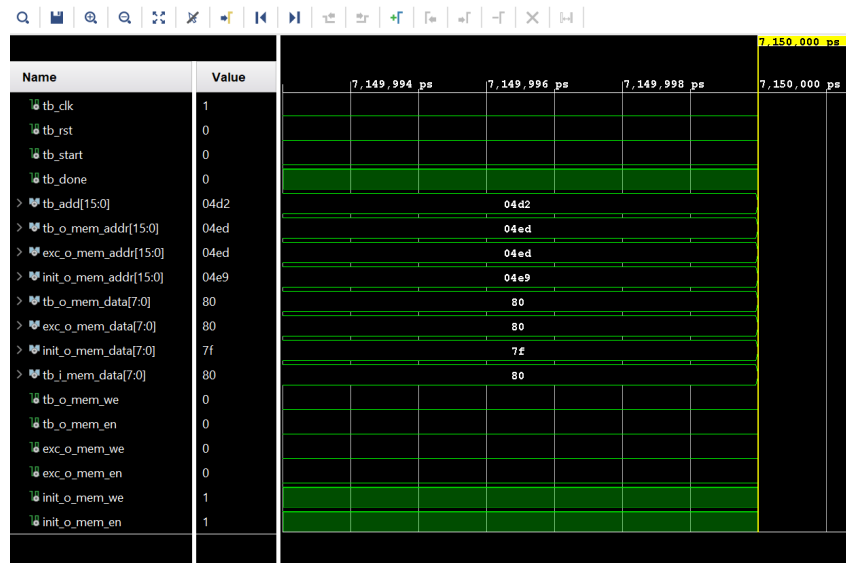 7,150,000 ps
Name Value 7,149,994 ps 7,149,996 ps 7,149,998 ps 7,150,000 ps
tb_clk 1
tb_rst 0
tb_start 0
tb_done 0
tb_add[15:0] 04d2 04d2
tb_o_mem_addr[15:0] 04ed 04ed
exc_o_mem_addr[15:0] 04ed 04ed
init_o_mem_addr[15:0] 04e9 04e9
tb_o_mem_data[7:0] 80 80
exc_o_mem_data[7:0] 80 80
init_o_mem_data[7:0] 7f 7f
tb_i_mem_data[7:0] 80 80
tb_o_mem_we 0
tb_o_mem_en 0
exc_o_mem_we 0
exc_o_mem_en 0
init_o_mem_we 1
init_o_mem_en 1